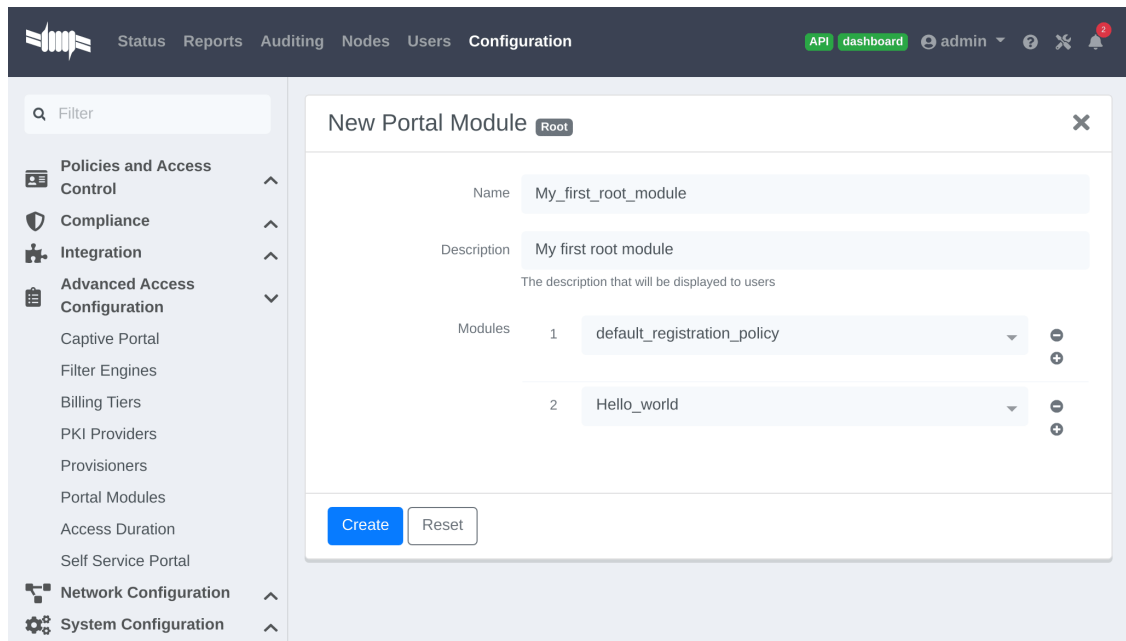 Status Reports Auditing Nodes Users Configuration API dashboard admin 2
Filter
Policies and Access
Control
Compliance
Integration
Advanced Access
Configuration
Captive Portal
Filter Engines
Billing Tiers
PKI Providers
Provisioners
Portal Modules
Access Duration
Self Service Portal
Network Configuration
System Configuration
New Portal Module Root
Name My_first_root_module
Description My first root module
The description that will be displayed to users
Modules 1 default_registration_policy
2 Hello_world
Create Reset